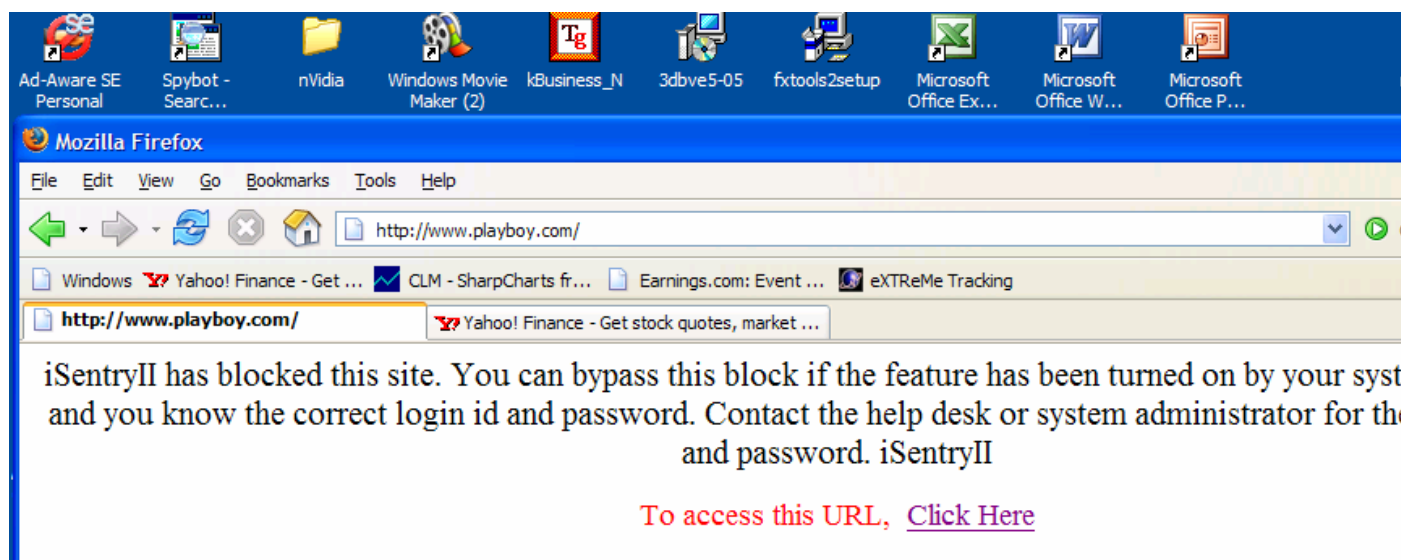 SE
Tg
Ad-Aware SE Personal
Spybot - Searc...
nVidia
Windows Movie Maker (2)
kBusiness_N
3dbve5-05
fxtools2setup
Microsoft Office Ex...
Microsoft Office W...
Microsoft Office P...
Mozilla Firefox
File Edit View Go Bookmarks Tools Help
http://www.playboy.com/
Windows Yahoo! Finance - Get ... CLM - SharpCharts fr... Earnings.com: Event ... eXTReMe Tracking
http://www.playboy.com/ Yahoo! Finance - Get stock quotes, market ...
iSentryII has blocked this site. You can bypass this block if the feature has been turned on by your syst
and you know the correct login id and password. Contact the help desk or system administrator for the
and password. iSentryII
To access this URL, Click Here